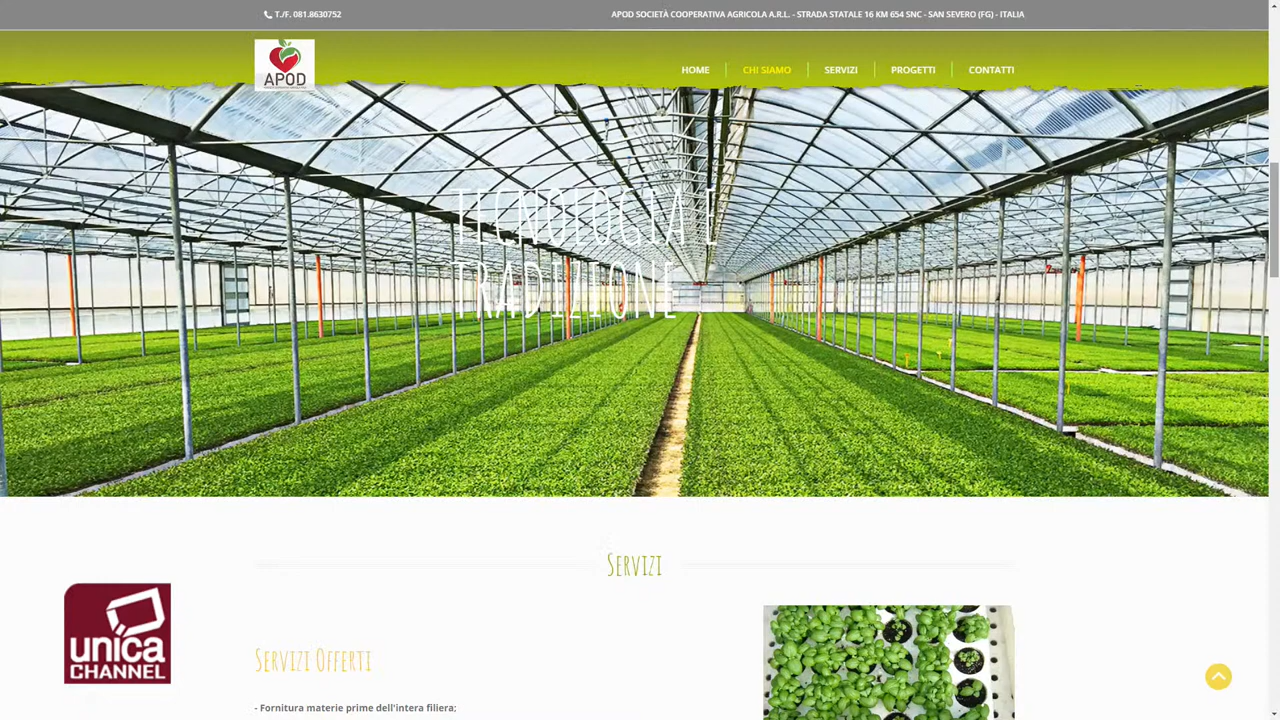 T./F. 081.8630752
APOD SOCIETÀ COOPERATIVA AGRICOLA A.R.L. - STRADA STATALE 16 KM 654 SNC - SAN SEVERO (FG) - ITALIA
APOD
HOME
CHI SIAMO
SERVIZI
PROGETTI
CONTATTI
TECNOLOGIA E
TRADIZIONE
SERVIZI
unica
CHANNEL
SERVIZI OFFERTI
- Fornitura materie prime dell'intera filiera;